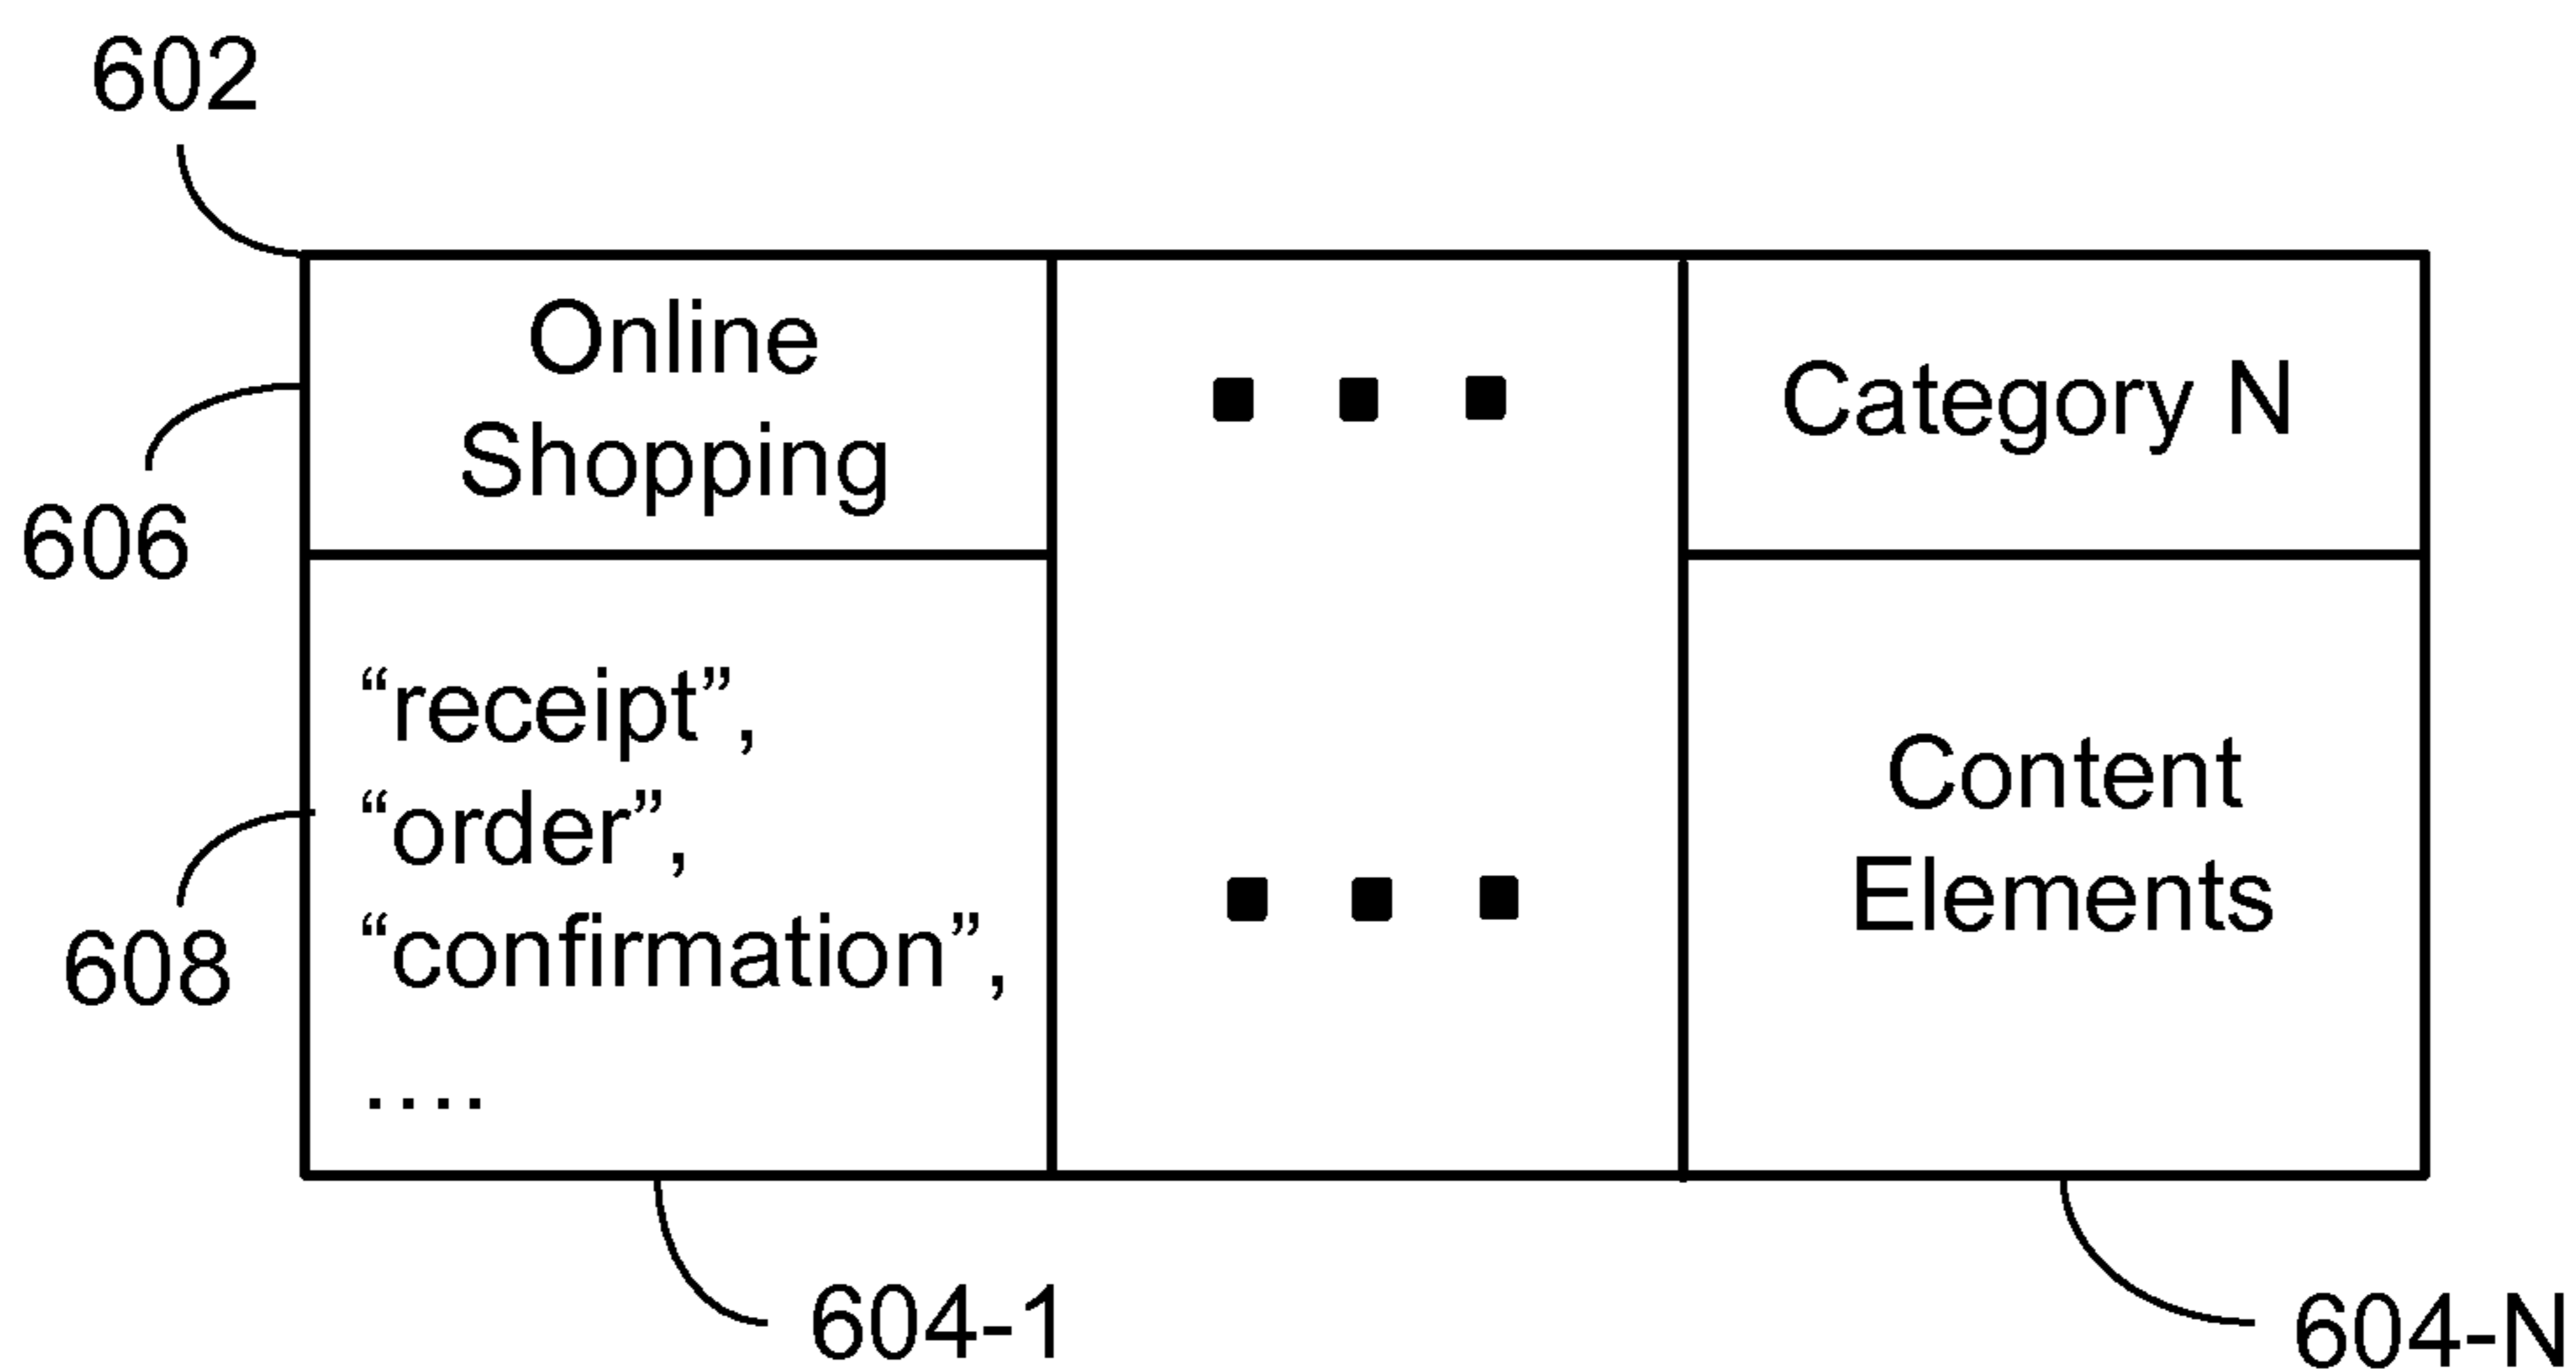 602
Online
Shopping
Category N
606
“receipt”,
“order”,
“confirmation”,
....
Content
Elements
608
604-1
604-N